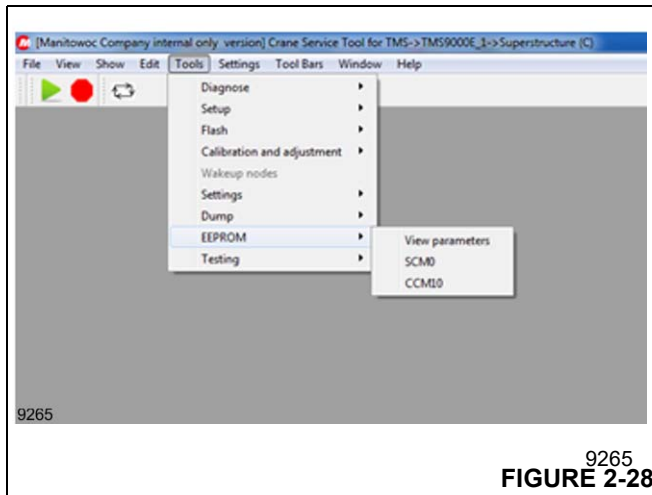 [Manitowoc Company internal only version] Crane Service Tool for TMS->TMS9000E_1->Superstructure (C)
File View Show Edit Tools Settings Tool Bars Window Help
Diagnose
Setup
Flash
Calibration and adjustment
Wakeup nodes
Settings
Dump
EEPROM
View parameters
SCM0
CCM10
Testing
9265
9265
FIGURE 2-28